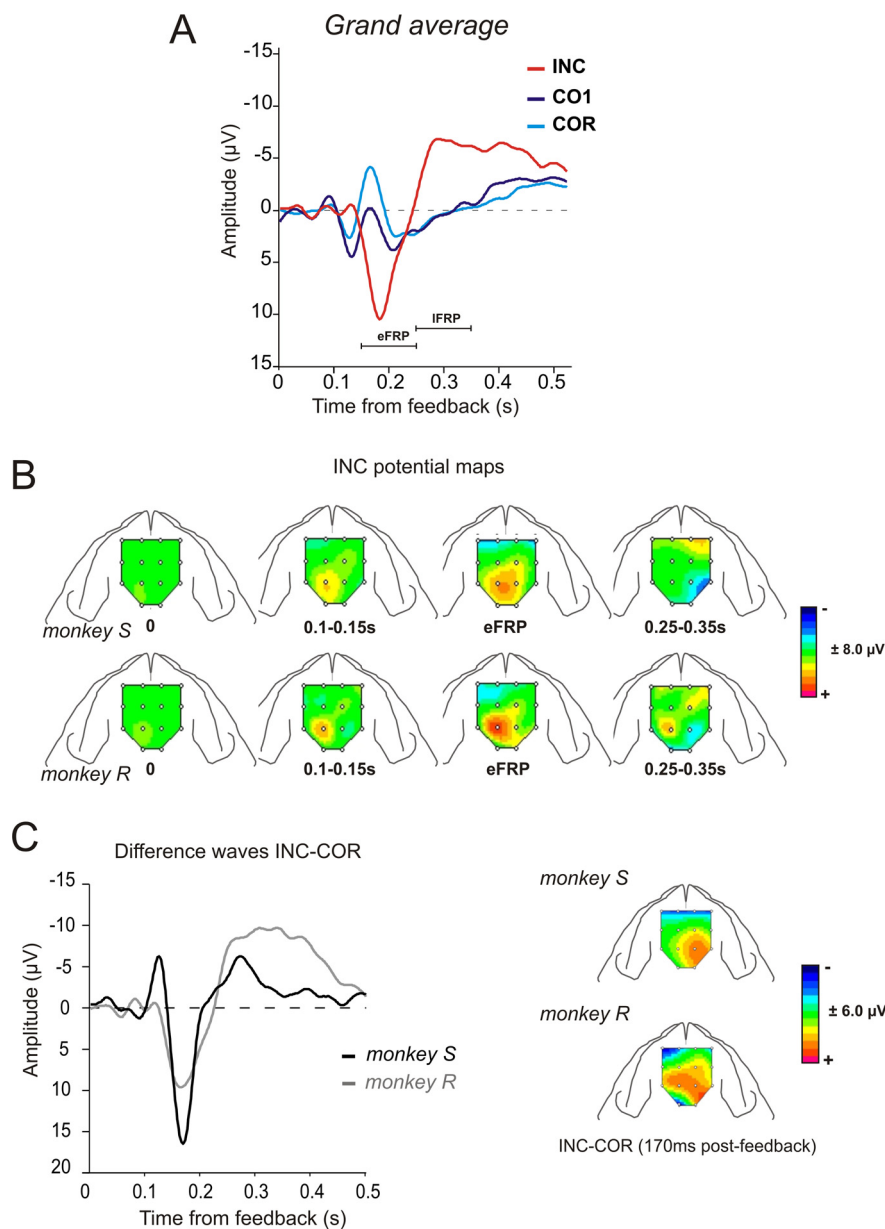 A
Grand average
INC
CO1
COR
Amplitude (µV)
-15
-10
-5
0
5
10
15
eFRP
lFRP
0
0.1
0.2
0.3
0.4
0.5
Time from feedback (s)
B
INC potential maps
monkey S
0
0.1-0.15s
eFRP
0.25-0.35s
monkey R
0
0.1-0.15s
eFRP
0.25-0.35s
-
± 8.0 µV
+
C
Difference waves INC-COR
Amplitude (µV)
-15
-10
-5
0
5
10
15
20
monkey S
monkey R
0
0.1
0.2
0.3
0.4
0.5
Time from feedback (s)
monkey S
monkey R
-
± 6.0 µV
+
INC-COR (170ms post-feedback)